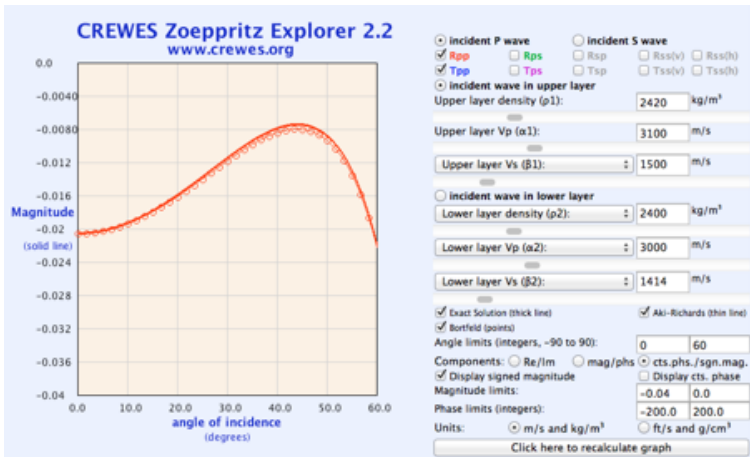 CREWES Zoeppritz Explorer 2.2
www.crewes.org
0.0
-0.0040
-0.0080
-0.012
-0.016
Magnitude
-0.02
(solid line)
-0.024
-0.028
-0.032
-0.036
-0.04
0.0 10.0 20.0 30.0 40.0 50.0 60.0
angle of incidence
(degrees)
incident P wave incident S wave
Rpp Rps Rsp Rss(v) Rss(h)
Tpp Tps Tsp Tss(v) Tss(h)
incident wave in upper layer
Upper layer density (ρ1): 2420 kg/m³
Upper layer Vp (α1): 3100 m/s
Upper layer Vs (β1): 1500 m/s
incident wave in lower layer
Lower layer density (ρ2): 2400 kg/m³
Lower layer Vp (α2): 3000 m/s
Lower layer Vs (β2): 1414 m/s
Exact Solution (thick line) Aki-Richards (thin line)
Bortfeld (points)
Angle limits (integers, -90 to 90): 0 60
Components: Re/Im mag/phs cts.phs./sgn.mag.
Display signed magnitude Display cts. phase
Magnitude limits: -0.04 0.0
Phase limits (integers): -200.0 200.0
Units: m/s and kg/m³ ft/s and g/cm³
Click here to recalculate graph